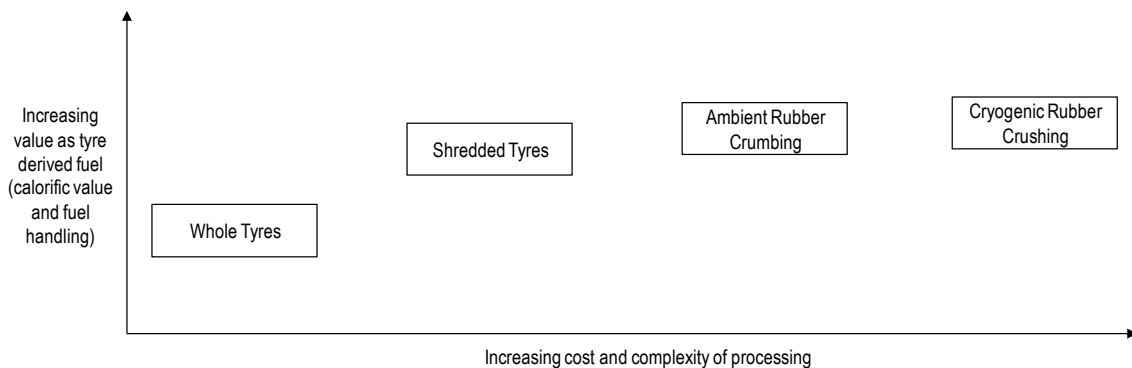 Increasing
value as tyre
derived fuel
(calorific value
and fuel
handling)
Whole Tyres
Shredded Tyres
Ambient Rubber
Crumbing
Cryogenic Rubber
Crushing
Increasing cost and complexity of processing